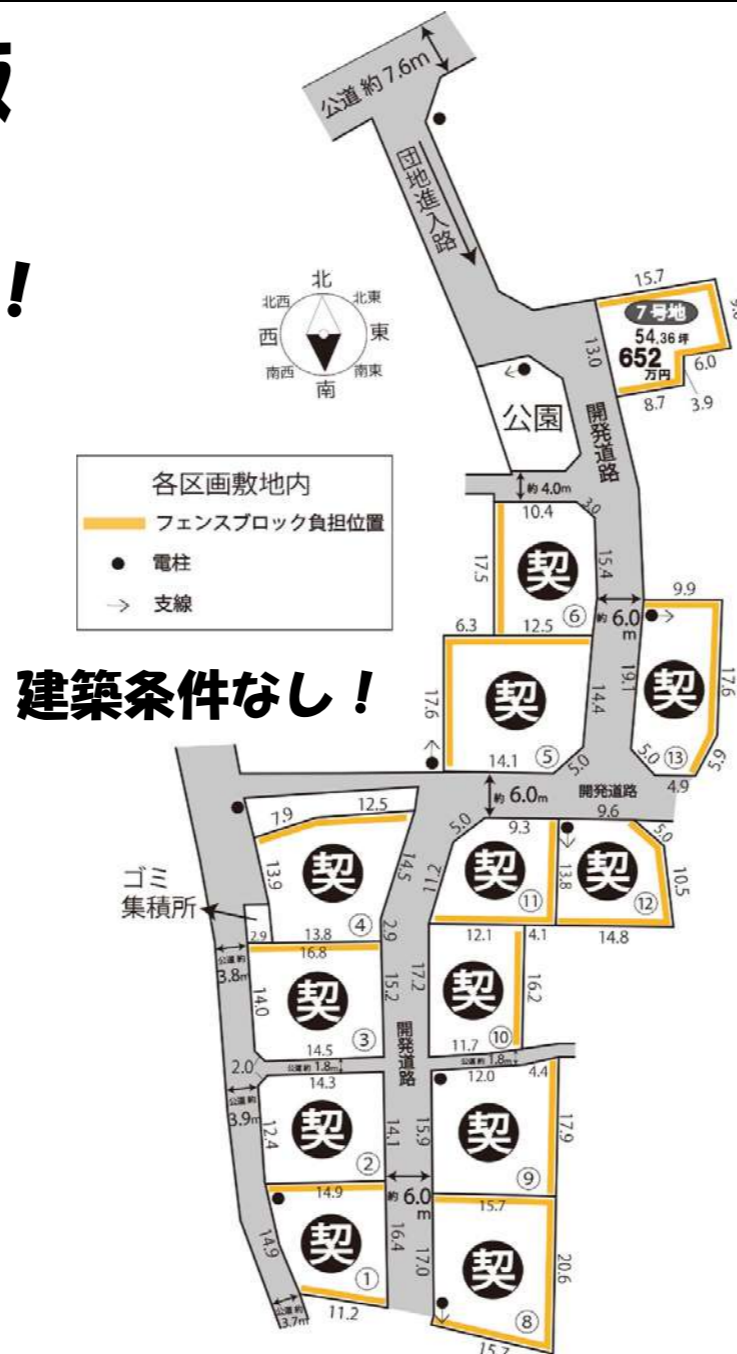 ！
公道 約 7.6m
団地進入路
北
北西
北東
西
東
南西
南東
南
15.7
7号地
54.36 坪
652
万円
13.0
6.0
8.7
3.9
公園
開発道路
約 4.0m
各区画敷地内
フェンスブロック負担位置
電柱
支線
10.4
3.0
17.5
契
15.4
⑥
約 6.0
m
9.9
6.3
12.5
建築条件なし！
17.6
契
14.4
⑤
14.1
5.0
19.1
契
17.6
⑬
5.0
5.9
4.9
約 6.0m
開発道路
9.6
7.9
12.5
14.5
13.9
契
④
ゴミ
集積所
2.9
13.8
2.9
5.0
9.3
11.2
契
⑪
13.8
契
5.0
10.5
⑫
14.8
16.8
公道 約
3.8m
14.0
契
③
15.2
17.2
12.1
4.1
契
16.2
⑩
14.5
開発道路
11.7
公道 約 1.8m
公道 約 1.8m
2.0
14.3
12.0
4.4
公道 約
3.9m
12.4
契
②
14.1
15.9
契
17.9
⑨
14.9
約 6.0
m
15.7
14.9
契
①
16.4
17.0
契
20.6
⑧
公道 約
3.7m
11.2
15.7